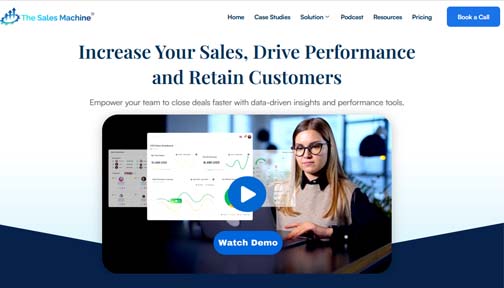 The Sales Machine
Home Case Studies Solution Podcast Resources Pricing Book a Call
Increase Your Sales, Drive Performance
and Retain Customers
Empower your team to close deals faster with data-driven insights and performance tools.
Watch Demo